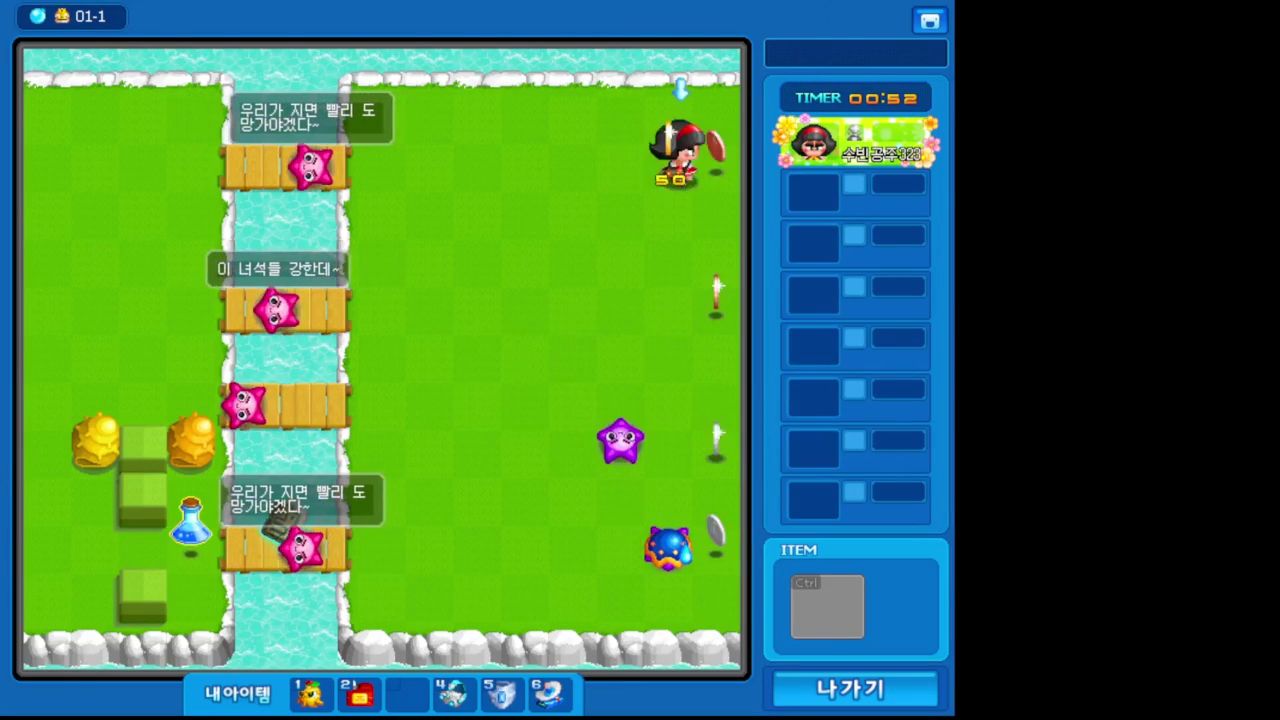 01-1
우리가 지면 빨리 도
망가야겠다~
TIMER 00:52
수빈공주323
50
이 녀석들 강한데~
우리가 지면 빨리 도
망가야겠다~
ITEM
Ctrl
내아이템
1
2
4
5
6
나가기